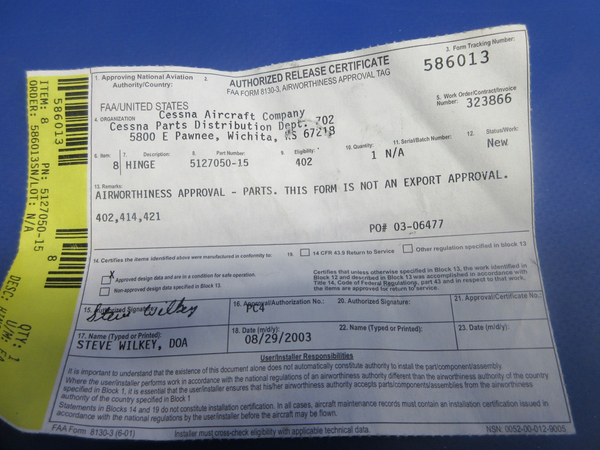 1. Approving National Aviation Authority/Country:
2.
AUTHORIZED RELEASE CERTIFICATE
FAA FORM 8130-3, AIRWORTHINESS APPROVAL TAG
3. Form Tracking Number:
586013
FAA/UNITED STATES
4. ORGANIZATION
Cessna Aircraft Company
Cessna Parts Distribution Dept. 702
5800 E Pawnee, Wichita, KS 67218
5. Work Order/Contract/Invoice Number:
323866
6. Item:
7. Description:
8. Part Number:
9. Eligibility:*
10. Quantity:
11. Serial/Batch Number:
12. Status/Work:
8 HINGE 5127050-15 402 1 N/A New
13. Remarks:
AIRWORTHINESS APPROVAL - PARTS. THIS FORM IS NOT AN EXPORT APPROVAL.
402,414,421
PO# 03-06477
14. Certifies the items identified above were manufactured in conformity to:
X Approved design data and are in a condition for safe operation.
Non-approved design data specified in Block 13.
19. 14 CFR 43.9 Return to Service
Other regulation specified in Block 13
Certifies that unless otherwise specified in Block 13, the work identified in
Block 12 and described in Block 13 was accomplished in accordance with
Title 14, Code of Federal Regulations, part 43 and in respect to that work,
the items are approved for return to service.
15. Authorized Signature:
Steve Wilkey
16. Approval/Authorization No.:
PC4
20. Authorized Signature:
21. Approval/Certificate No.:
17. Name (Typed or Printed):
STEVE WILKEY, DOA
18. Date (m/d/y):
08/29/2003
22. Name (Typed or Printed):
23. Date (m/d/y):
User/Installer Responsibilities
It is important to understand that the existence of this document alone does not automatically constitute authority to install the part/component/assembly.
Where the user/installer performs work in accordance with the national regulations of an airworthiness authority different than the airworthiness authority of the country
specified in Block 1, it is essential that the user/installer ensures that his/her airworthiness authority accepts parts/components/assemblies from the airworthiness
authority of the country specified in Block 1
Statements in Blocks 14 and 19 do not constitute installation certification. In all cases, aircraft maintenance records must contain an installation certification issued in
accordance with the national regulations by the user/installer before the aircraft may be flown.
FAA Form 8130-3 (6-01)
Installer must cross-check eligibility with applicable technical data.
NSN: 0052-00-012-9005
586013
ITEM: 8 PN: 5127050-15
ORDER: 586013SN/LOT: N/A
8
QTY: 1